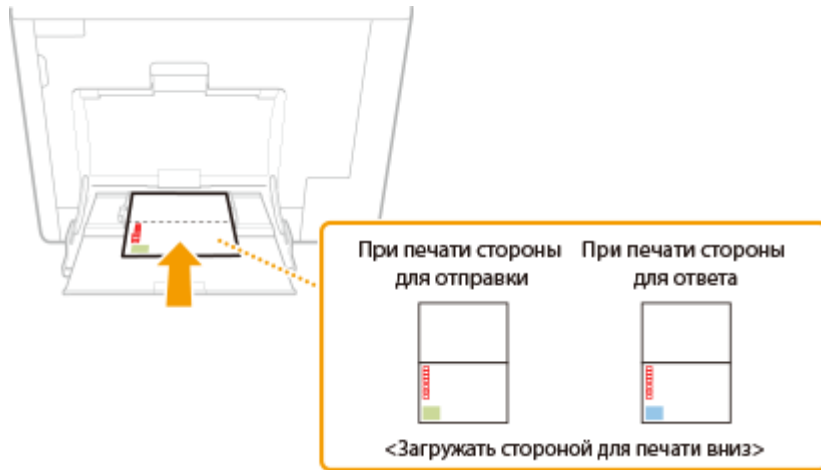 При печати стороны
для отправки
При печати стороны
для ответа
<Загружать стороной для печати вниз>